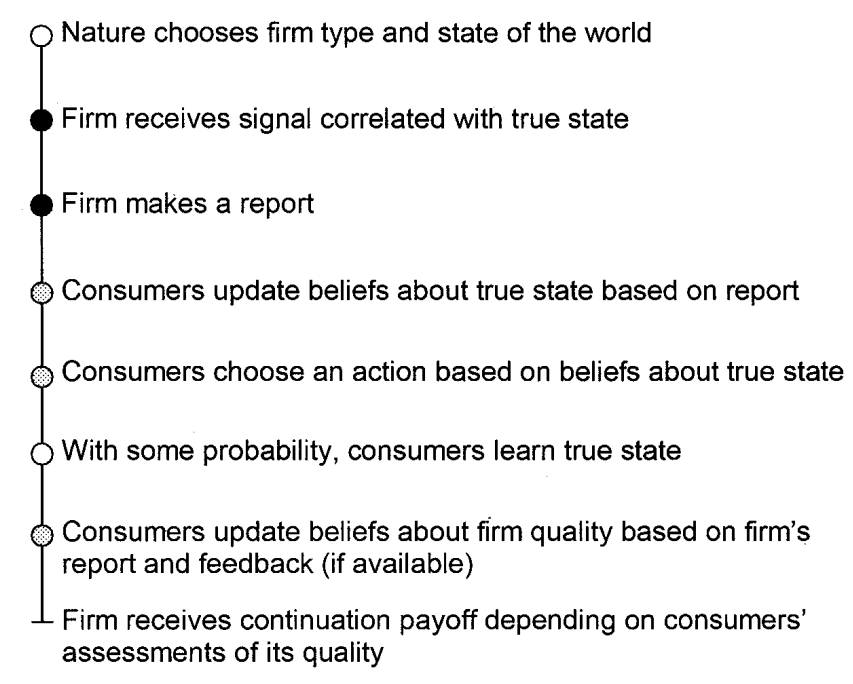 Nature chooses firm type and state of the world
Firm receives signal correlated with true state
Firm makes a report
Consumers update beliefs about true state based on report
Consumers choose an action based on beliefs about true state
With some probability, consumers learn true state
Consumers update beliefs about firm quality based on firm's
report and feedback (if available)
Firm receives continuation payoff depending on consumers'
assessments of its quality